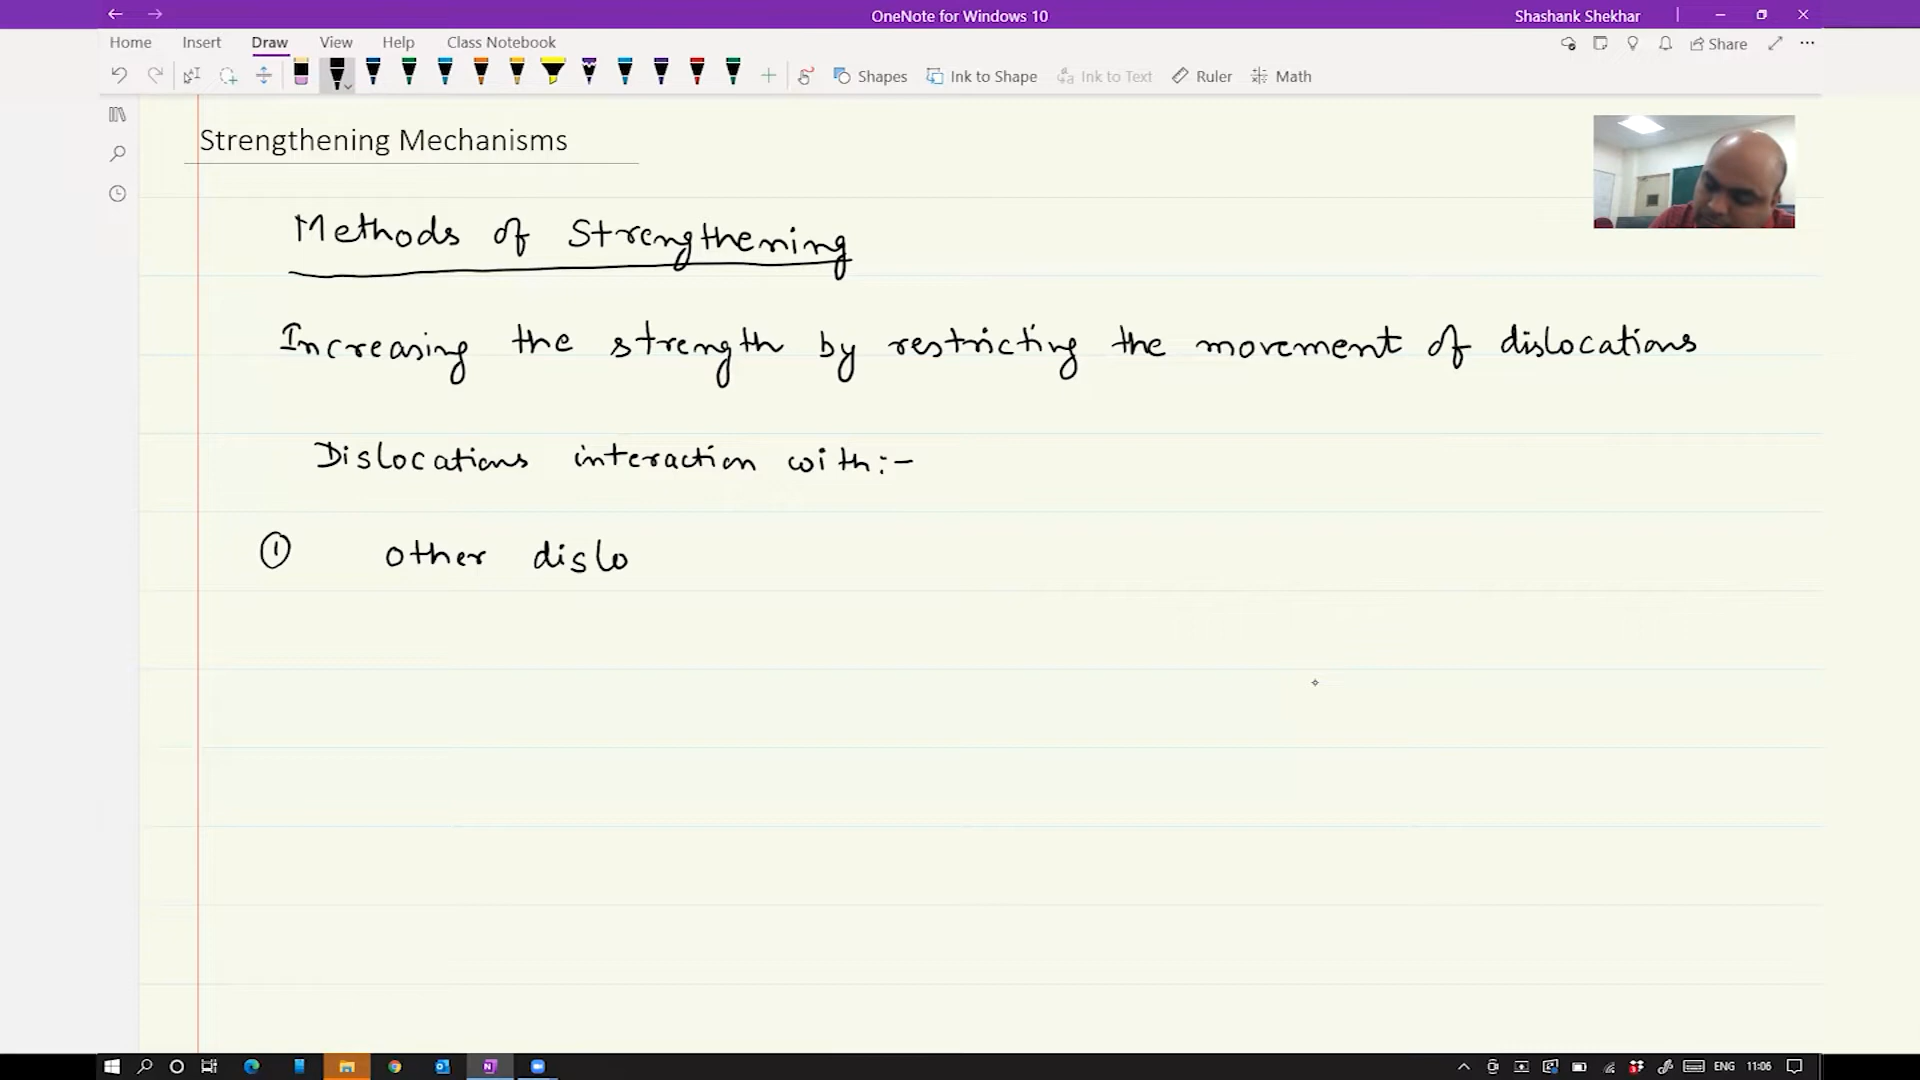 OneNote for Windows 10
Shashank Shekhar
Home Insert Draw View Help Class Notebook
Share
Shapes Ink to Shape Ink to Text Ruler Math
Strengthening Mechanisms
Methods of Strengthening
Increasing the strength by restricting the movement of dislocations
Dislocations interaction with:-
① other dislo
ENG 11:06